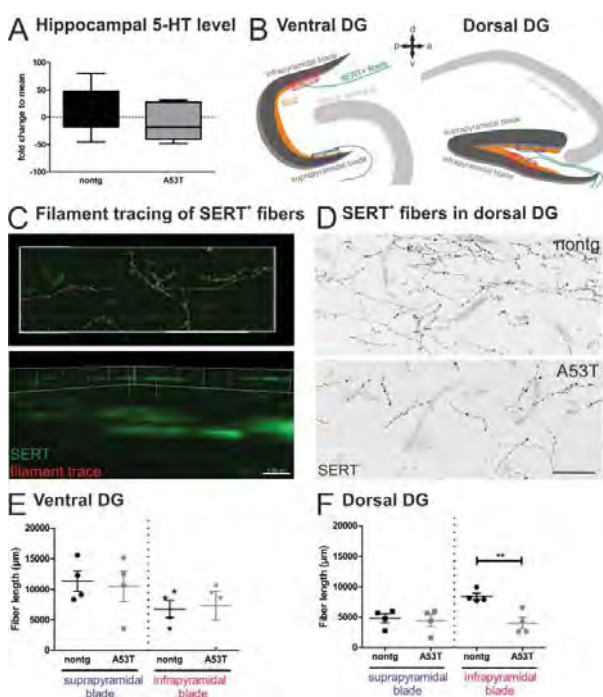 A Hippocampal 5-HT level
fold change to mean
100
50
0
-50
-100
nontg
A53T
B Ventral DG
Dorsal DG
d
p
a
v
infrapyramidal blade
SERT+ fibers
suprapyramidal blade
suprapyramidal blade
infrapyramidal blade
C Filament tracing of SERT+ fibers
SERT
filament trace
D SERT+ fibers in dorsal DG
nontg
A53T
SERT
E Ventral DG
Fiber length (µm)
20000
15000
10000
5000
0
nontg
A53T
nontg
A53T
suprapyramidal blade
infrapyramidal blade
F Dorsal DG
Fiber length (µm)
20000
15000
10000
5000
0
**
nontg
A53T
nontg
A53T
suprapyramidal blade
infrapyramidal blade